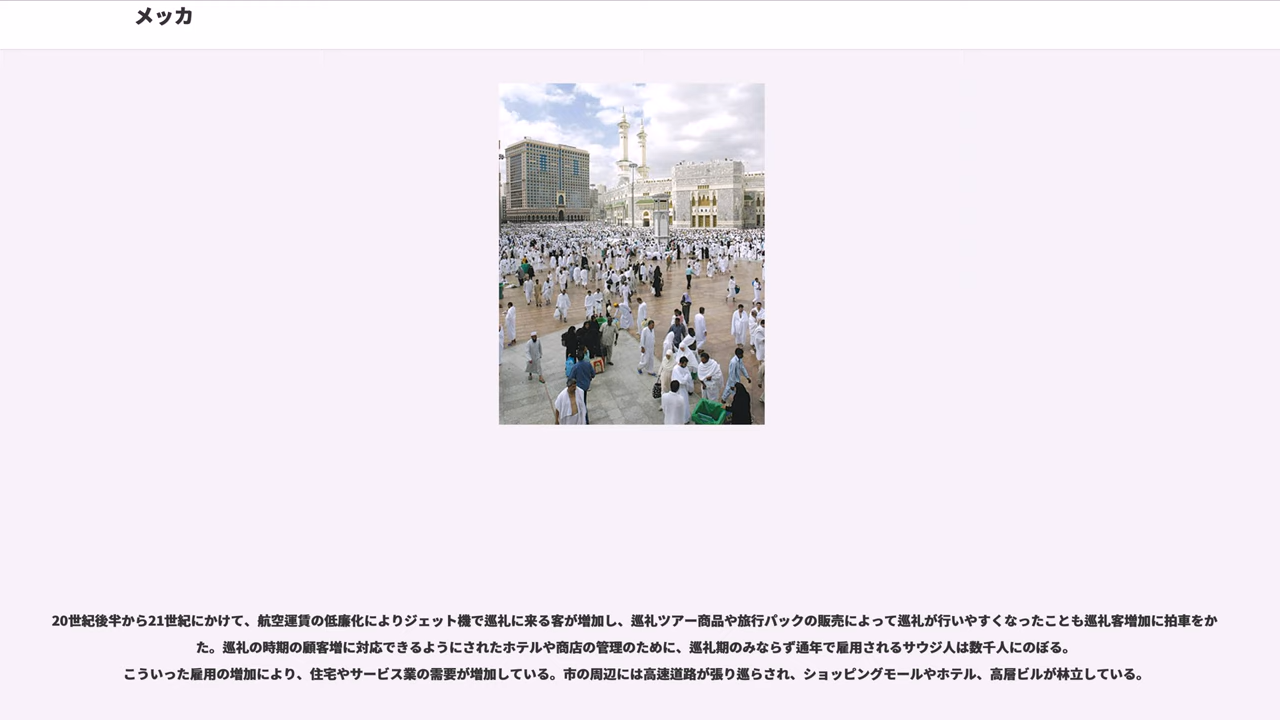 メッカ
20世紀後半から21世紀にかけて、航空運賃の低廉化によりジェット機で巡礼に来る客が増加し、巡礼ツアー商品や旅行パックの販売によって巡礼が行いやすくなったことも巡礼客増加に拍車をか
た。巡礼の時期の顧客増に対応できるようにされたホテルや商店の管理のために、巡礼期のみならず通年で雇用されるサウジ人は数千人にのぼる。
こういった雇用の増加により、住宅やサービス業の需要が増加している。市の周辺には高速道路が張り巡らされ、ショッピングモールやホテル、高層ビルが林立している。